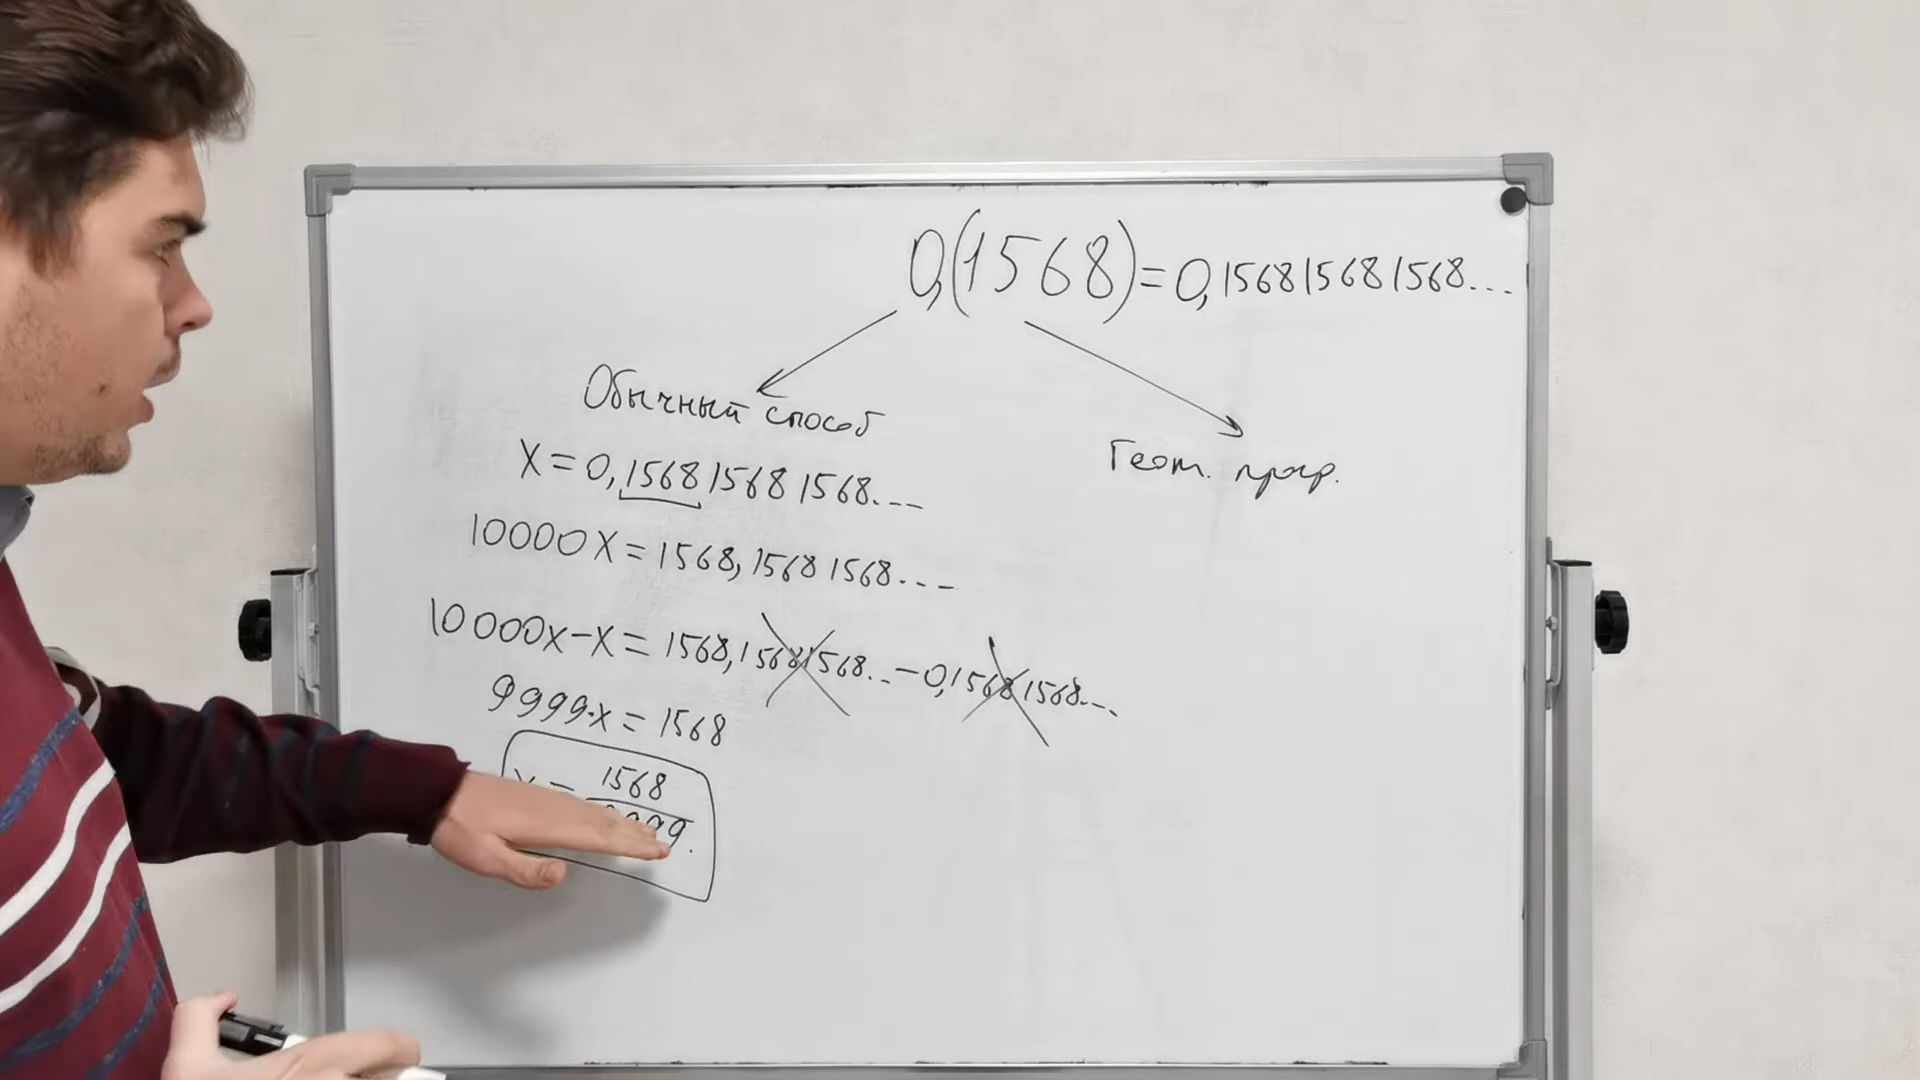 0,(1568)=0,156815681568...
Обычный способ
Геом. прогр.
X=0,156815681568...
10000X=1568,15681568...
10000x-x=1568,15681568...-0,15681568...
9999·x=1568
x=1568/9999.